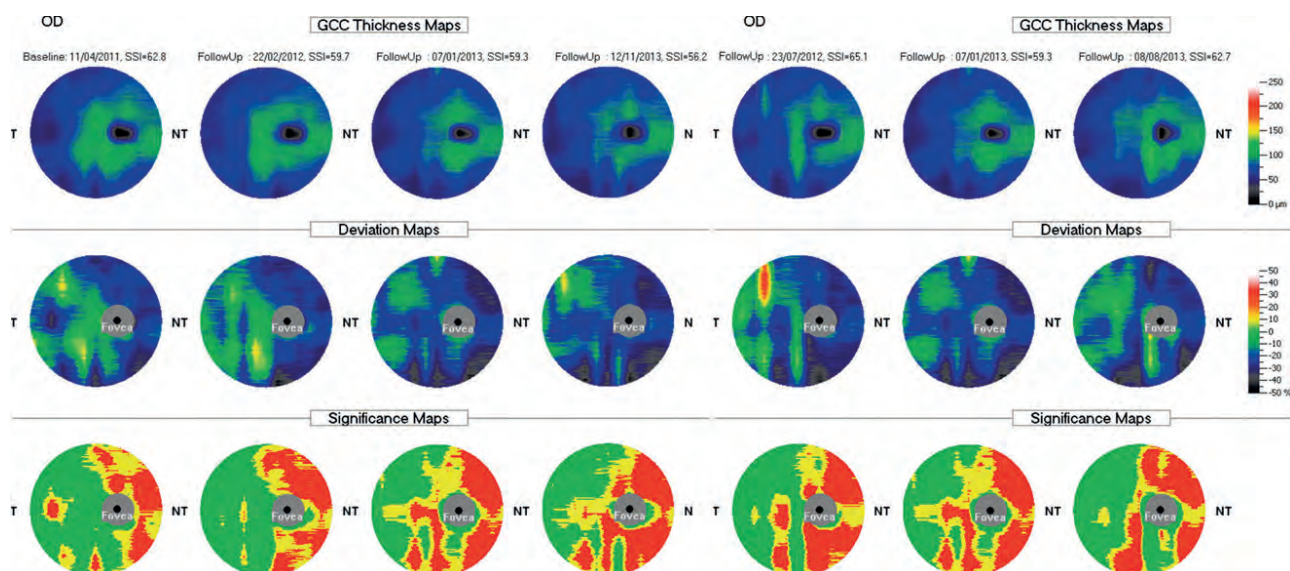 OD OD
GCC Thickness Maps GCC Thickness Maps
Baseline: 11/04/2011, SSI=62.8 FollowUp : 22/02/2012, SSI=59.7 FollowUp : 07/01/2013, SSI=59.3 FollowUp : 12/11/2013, SSI=56.2 FollowUp : 23/07/2012, SSI=65.1 FollowUp : 07/01/2013, SSI=59.3 FollowUp : 08/08/2013, SSI=62.7
250
200
150
T NT NT NT N T NT NT NT
100
50
0 µm
Deviation Maps Deviation Maps
50
40
30
20
10
T Fovea NT Fovea NT Fovea NT Fovea N T Fovea NT Fovea NT Fovea NT
0
-10
-20
-30
-40
-50 %
Significance Maps Significance Maps
T Fovea NT Fovea NT Fovea NT Fovea N T Fovea NT Fovea NT Fovea NT